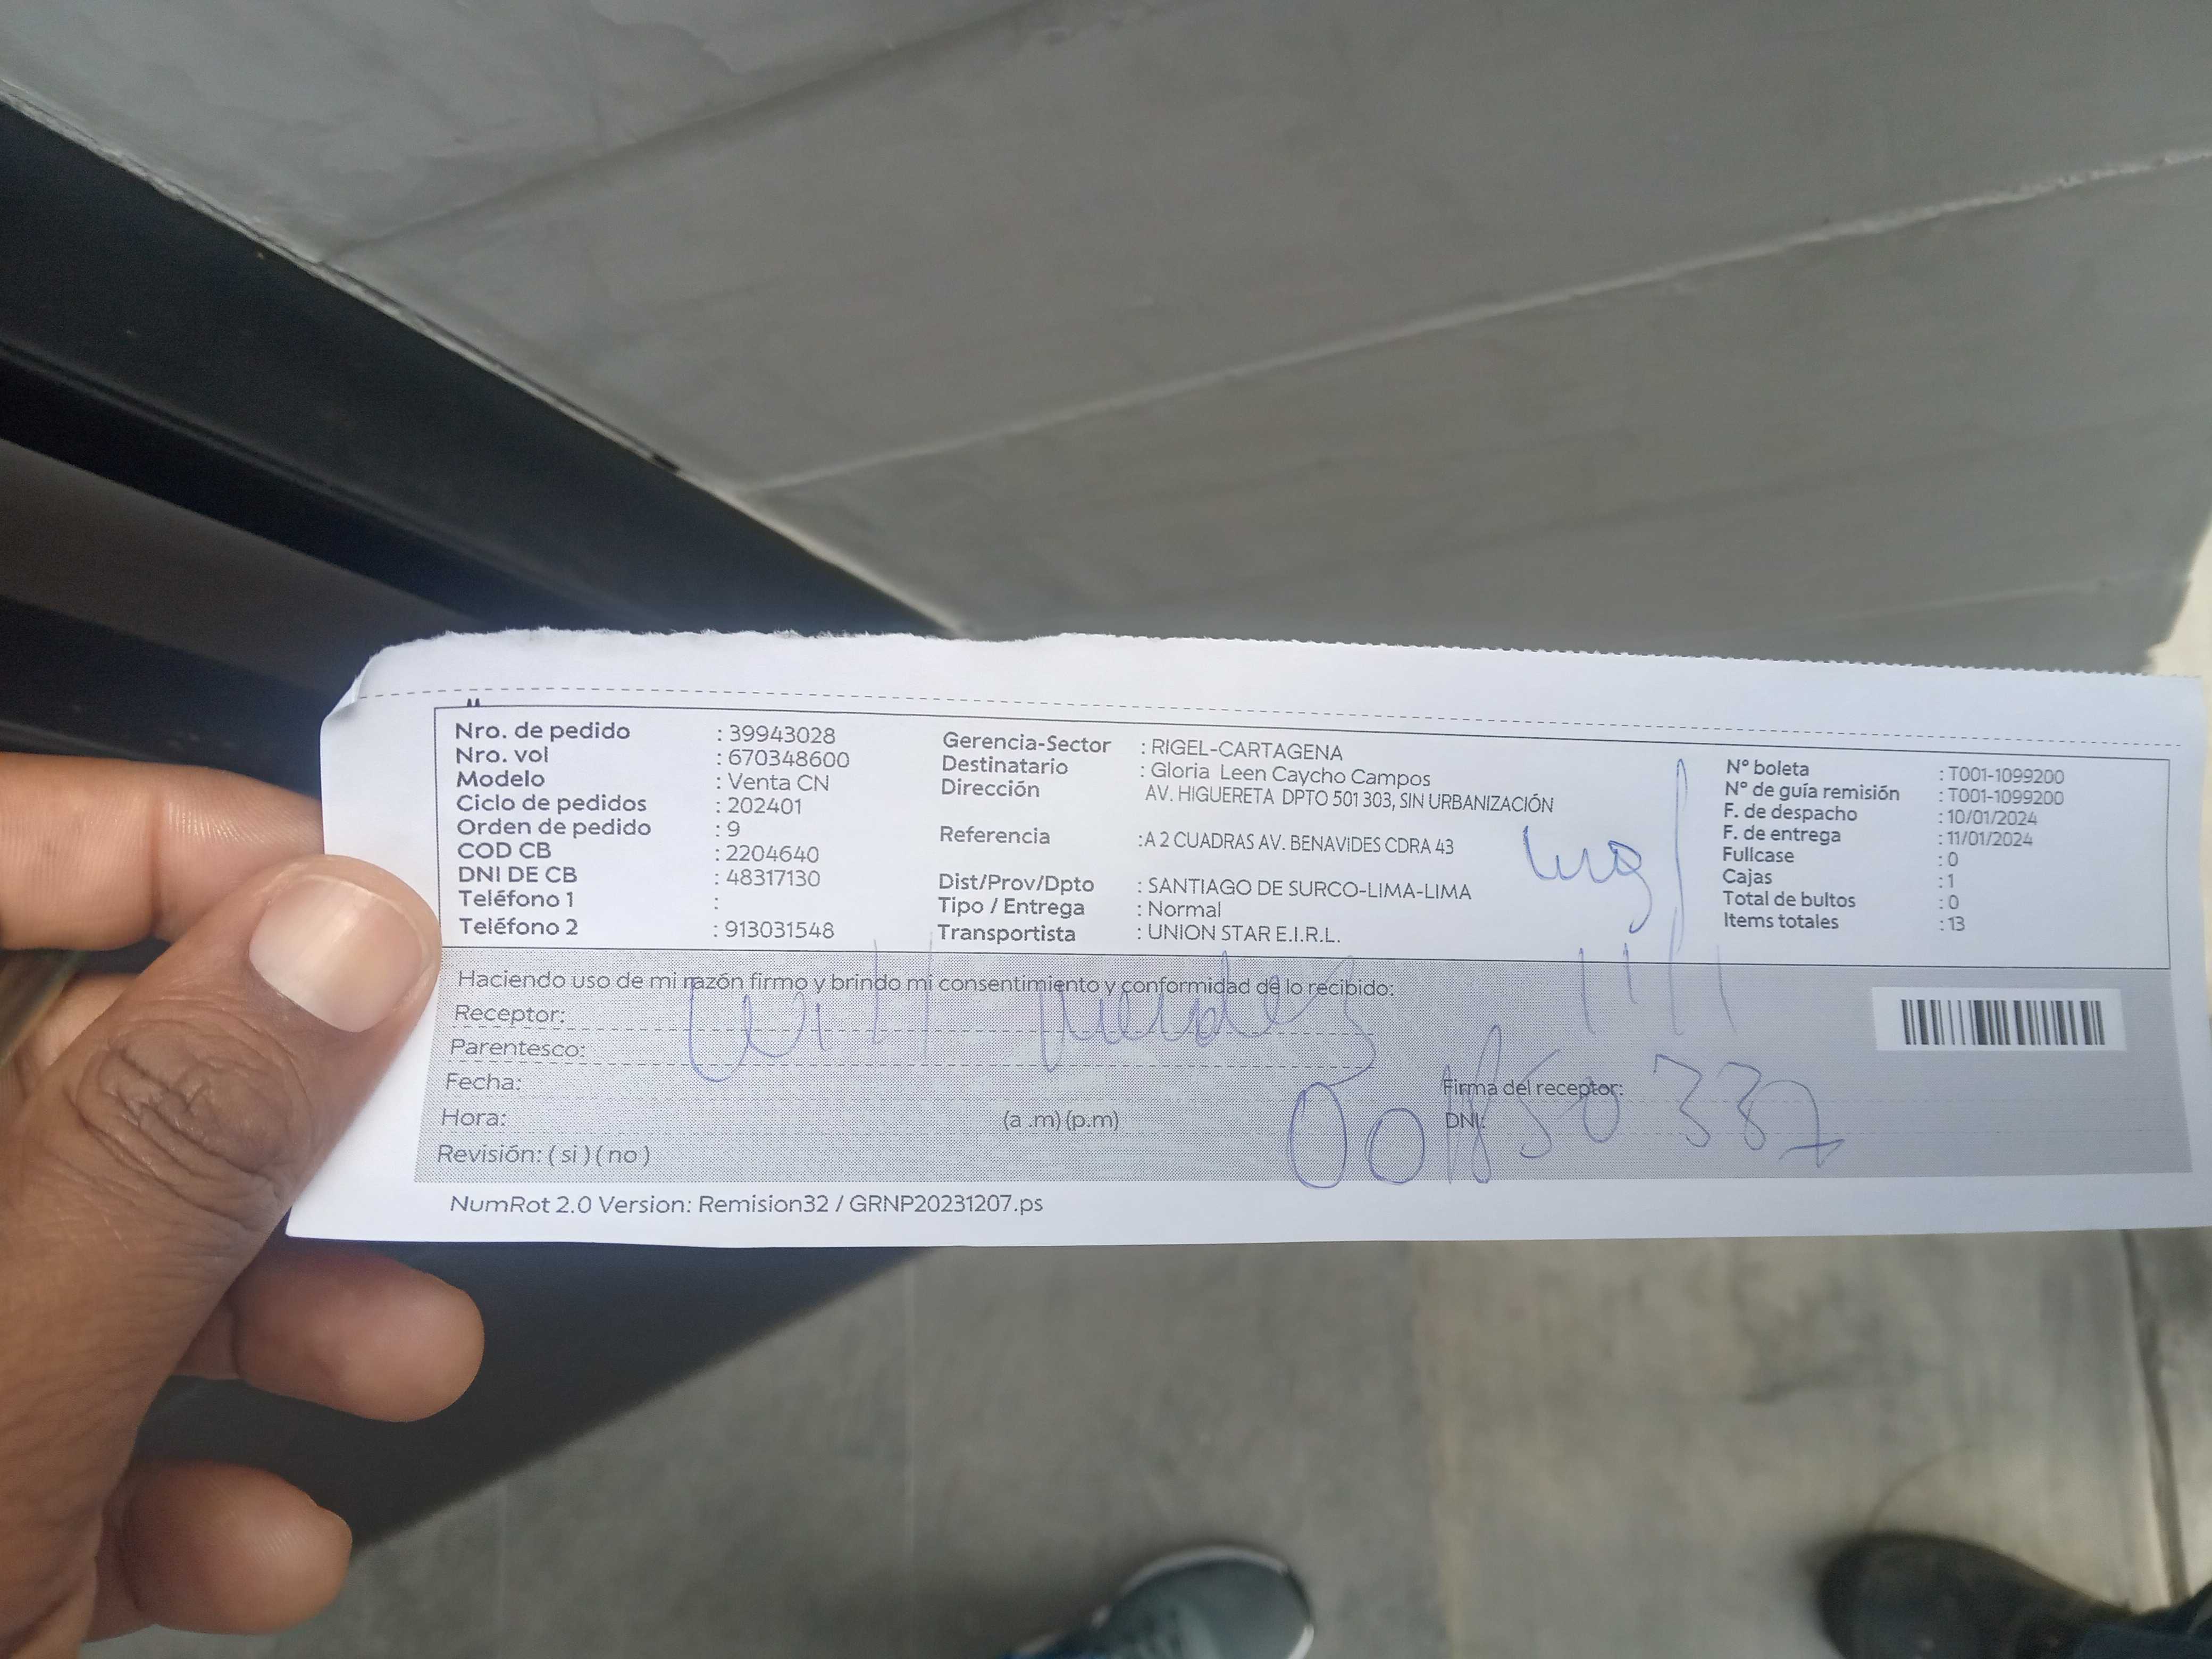 Nro. de pedido : 39943028
Nro. vol : 670348600
Modelo : Venta CN
Ciclo de pedidos : 202401
Orden de pedido : 9
COD CB : 2204640
DNI DE CB : 48317130
Teléfono 1 :
Teléfono 2 : 913031548
Gerencia-Sector : RIGEL-CARTAGENA
Destinatario : Gloria Leen Caycho Campos
Dirección AV. HIGUERETA DPTO 501 303, SIN URBANIZACIÓN
Referencia :A 2 CUADRAS AV. BENAVIDES CDRA 43
Dist/Prov/Dpto : SANTIAGO DE SURCO-LIMA-LIMA
Tipo / Entrega : Normal
Transportista : UNION STAR E.I.R.L.
N° boleta : T001-1099200
N° de guía remisión : T001-1099200
F. de despacho : 10/01/2024
F. de entrega : 11/01/2024
Fullcase : 0
Cajas : 1
Total de bultos : 0
Items totales : 13
Haciendo uso de mi razón firmo y brindo mi consentimiento y conformidad de lo recibido:
Receptor: will mendez
Parentesco:
Fecha:
Firma del receptor:
Hora: (a .m) (p.m)
DNI:
Revisión: ( si ) ( no )
NumRot 2.0 Version: Remision32 / GRNP20231207.ps